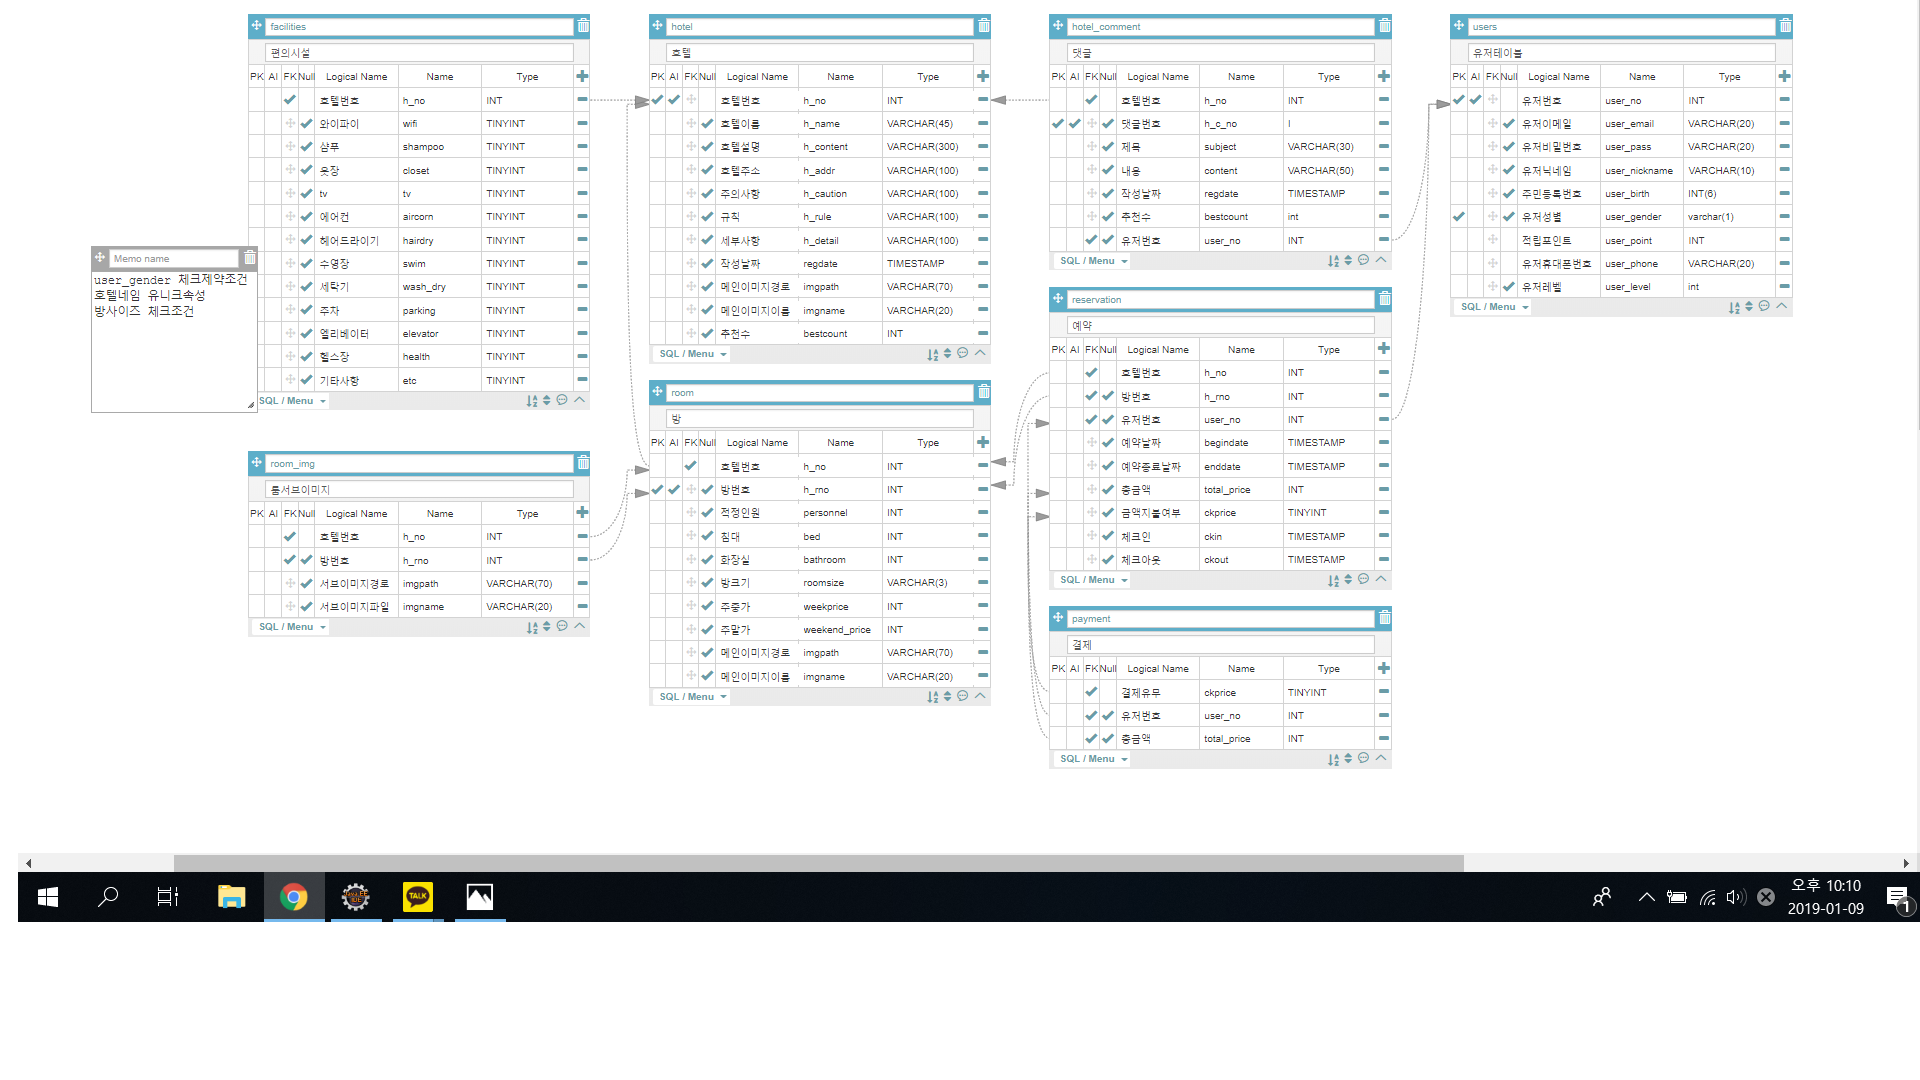 facilities
편의시설
PK AI FK Null Logical Name Name Type
호텔번호 h_no INT
와이파이 wifi TINYINT
샴푸 shampoo TINYINT
옷장 closet TINYINT
tv tv TINYINT
에어컨 aircorn TINYINT
헤어드라이기 hairdry TINYINT
수영장 swim TINYINT
세탁기 wash_dry TINYINT
주차 parking TINYINT
엘리베이터 elevator TINYINT
헬스장 health TINYINT
기타사항 etc TINYINT
SQL / Menu
Memo name
user_gender 체크제약조건
호텔네임 유니크속성
방사이즈 체크조건
room_img
룸서브이미지
PK AI FK Null Logical Name Name Type
호텔번호 h_no INT
방번호 h_rno INT
서브이미지경로 imgpath VARCHAR(70)
서브이미지파일 imgname VARCHAR(20)
SQL / Menu
hotel
호텔
PK AI FK Null Logical Name Name Type
호텔번호 h_no INT
호텔이름 h_name VARCHAR(45)
호텔설명 h_content VARCHAR(300)
호텔주소 h_addr VARCHAR(100)
주의사항 h_caution VARCHAR(100)
규칙 h_rule VARCHAR(100)
세부사항 h_detail VARCHAR(100)
작성날짜 regdate TIMESTAMP
메인이미지경로 imgpath VARCHAR(70)
메인이미지이름 imgname VARCHAR(20)
추천수 bestcount INT
SQL / Menu
room
방
PK AI FK Null Logical Name Name Type
호텔번호 h_no INT
방번호 h_rno INT
적정인원 personnel INT
침대 bed INT
화장실 bathroom INT
방크기 roomsize VARCHAR(3)
주중가 weekprice INT
주말가 weekend_price INT
메인이미지경로 imgpath VARCHAR(70)
메인이미지이름 imgname VARCHAR(20)
SQL / Menu
hotel_comment
댓글
PK AI FK Null Logical Name Name Type
호텔번호 h_no INT
댓글번호 h_c_no I
제목 subject VARCHAR(30)
내용 content VARCHAR(50)
작성날짜 regdate TIMESTAMP
추천수 bestcount int
유저번호 user_no INT
SQL / Menu
reservation
예약
PK AI FK Null Logical Name Name Type
호텔번호 h_no INT
방번호 h_rno INT
유저번호 user_no INT
예약날짜 begindate TIMESTAMP
예약종료날짜 enddate TIMESTAMP
총금액 total_price INT
금액지불여부 ckprice TINYINT
체크인 ckin TIMESTAMP
체크아웃 ckout TIMESTAMP
SQL / Menu
payment
결제
PK AI FK Null Logical Name Name Type
결제유무 ckprice TINYINT
유저번호 user_no INT
총금액 total_price INT
SQL / Menu
users
유저테이블
PK AI FK Null Logical Name Name Type
유저번호 user_no INT
유저이메일 user_email VARCHAR(20)
유저비밀번호 user_pass VARCHAR(20)
유저닉네임 user_nickname VARCHAR(10)
주민등록번호 user_birth INT(6)
유저성별 user_gender varchar(1)
적립포인트 user_point INT
유저휴대폰번호 user_phone VARCHAR(20)
유저레벨 user_level int
SQL / Menu
TALK
오후 10:10
2019-01-09
1